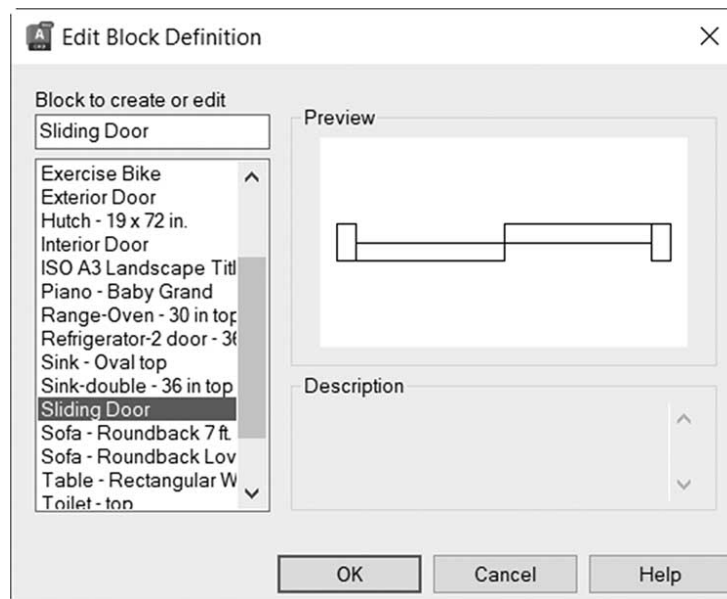 Edit Block Definition
Block to create or edit
Sliding Door
Exercise Bike
Exterior Door
Hutch - 19 x 72 in.
Interior Door
ISO A3 Landscape Titl
Piano - Baby Grand
Range-Oven - 30 in top
Refrigerator-2 door - 36
Sink - Oval top
Sink-double - 36 in top
Sliding Door
Sofa - Roundback 7 ft.
Sofa - Roundback Lov
Table - Rectangular W
Toilet - top
Preview
Description
OK
Cancel
Help